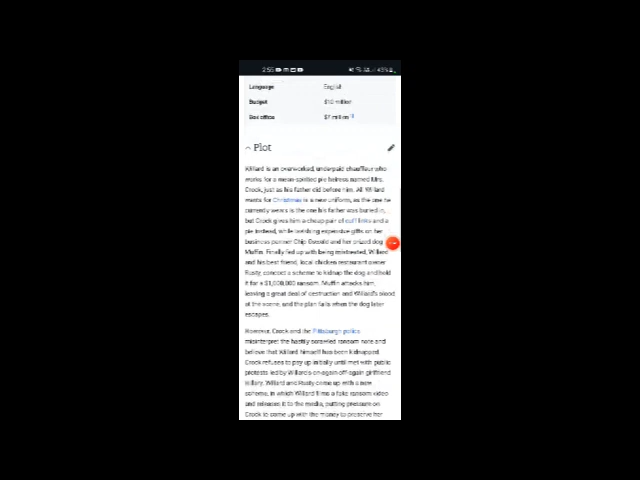 2:55
45%
Language English
Budget $10 million
Box office $7 million
Plot
Willard is an overworked, underpaid chauffeur who
works for a mean-spirited pie heiress named Mrs.
Crock, just as his father did before him. All Willard
wants for Christmas is a new uniform, as the one he
currently wears is the one his father was buried in,
but Crock gives him a cheap pair of cuff links and a
pie instead, while lavishing expensive gifts on her
business partner Chip Oswald and her prized dog
Muffin. Finally fed up with being mistreated, Willard
and his best friend, local chicken restaurant owner
Rusty, concoct a scheme to kidnap the dog and hold
it for a $1,000,000 ransom. Muffin attacks him,
leaving a great deal of destruction and Willard's blood
at the scene, and the plan fails when the dog later
escapes.
However, Crock and the Pittsburgh police
misinterpret the hastily scrawled ransom note and
believe that Willard himself has been kidnapped.
Crock refuses to pay up initially until met with public
protests led by Willard's on-again off-again girlfriend
Hillary. Willard and Rusty come up with a new
scheme, in which Willard films a fake ransom video
and releases it to the media, putting pressure on
Crock to come up with the money to preserve her